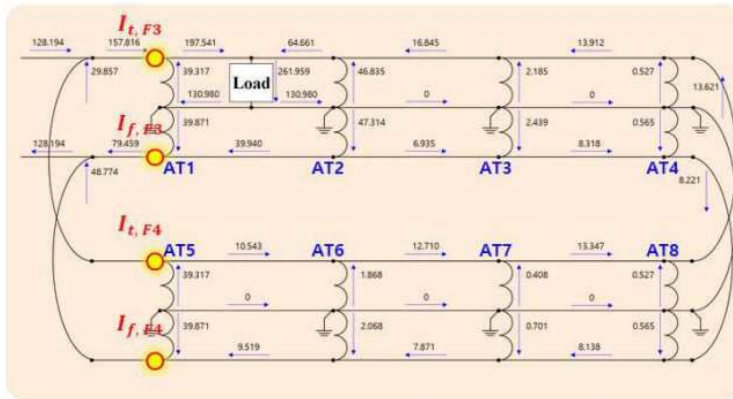 I_t, F3
128.194 157.816 197.541 64.661 16.845 13.912
29.857 39.317 Load 261.959 46.835 2.185 0.527 13.621
130.980 130.980 0 0
I_f, F3 39.871 47.314 2.439 0.565
128.194 79.459 39.940 6.935 8.318
AT1 AT2 AT3 AT4
48.774 8.221
I_t, F4
AT5 10.543 AT6 12.710 AT7 13.347 AT8
39.317 1.868 0.408 0.527
0 0 0
I_f, F4 39.871 2.068 0.701 0.565
9.519 7.871 8.138